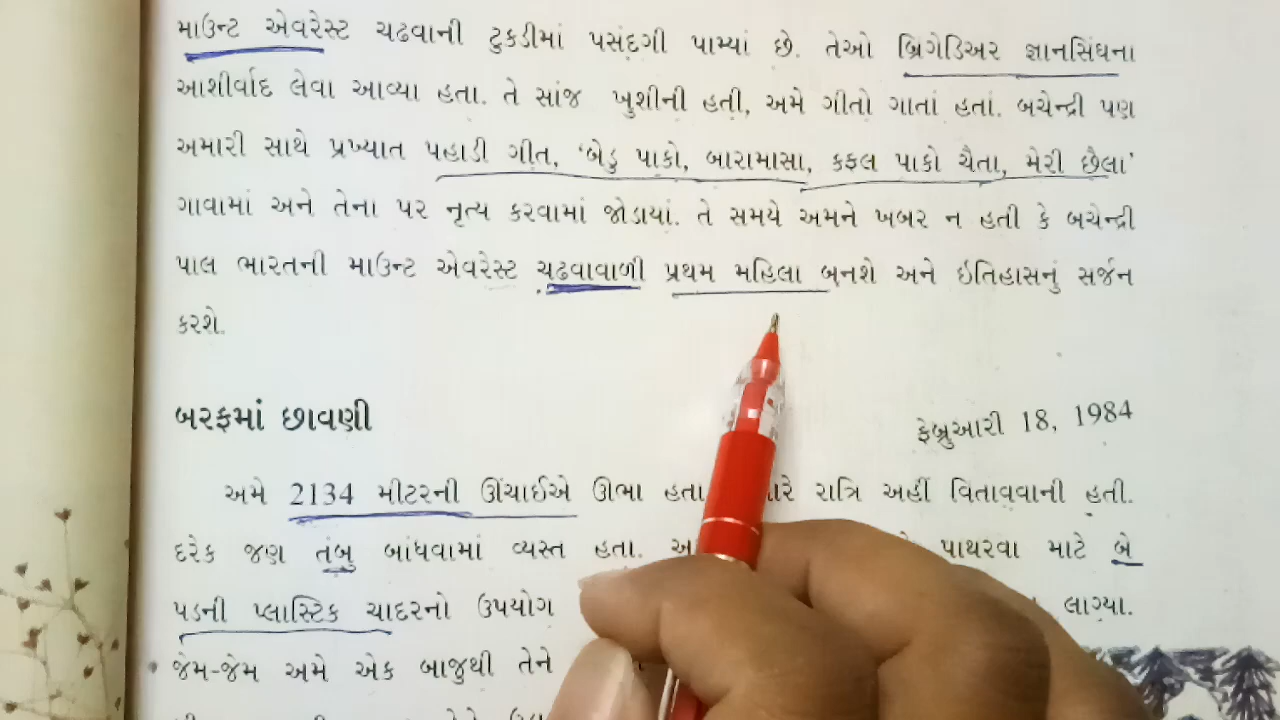 માઉન્ટ એવરેસ્ટ ચઢવાની ટુકડીમાં પસંદગી પામ્યાં છે. તેઓ બ્રિગેડિઅર જ્ઞાનસિંઘના
આશીર્વાદ લેવા આવ્યા હતા. તે સાંજ ખુશીની હતી, અમે ગીતો ગાતાં હતાં. બચેન્દ્રી પણ
અમારી સાથે પ્રખ્યાત પહાડી ગીત, ‘બેડુ પાકો, બારામાસા, કફલ પાકો ચૈતા, મેરી છૈલા’
ગાવામાં અને તેના પર નૃત્ય કરવામાં જોડાયાં. તે સમયે અમને ખબર ન હતી કે બચેન્દ્રી
પાલ ભારતની માઉન્ટ એવરેસ્ટ ચઢવાવાળી પ્રથમ મહિલા બનશે અને ઇતિહાસનું સર્જન
કરશે.
બરફમાં છાવણી
ફેબ્રુઆરી 18, 1984
અમે 2134 મીટરની ઊંચાઈએ ઊભા હતા રાત્રિ અહીં વિતાવવાની હતી.
દરેક જણ તંબુ બાંધવામાં વ્યસ્ત હતા. પાથરવા માટે બે
પડની પ્લાસ્ટિક ચાદરનો ઉપયોગ લાગ્યા.
જેમ-જેમ અમે એક બાજુથી તેને